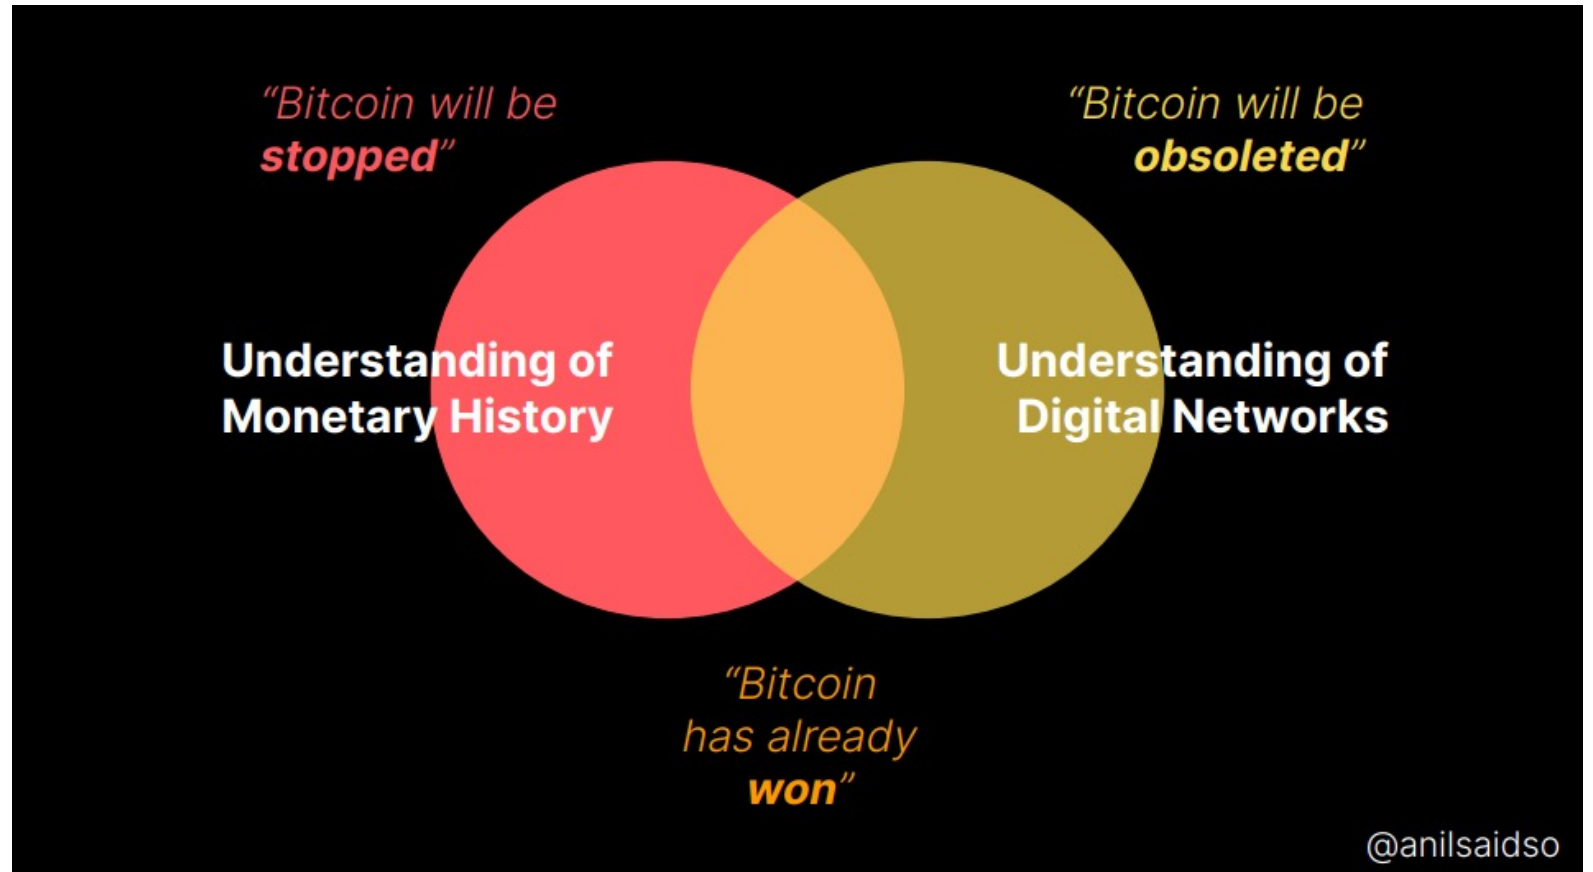 “Bitcoin will be
stopped”
“Bitcoin will be
obsoleted”
Understanding of
Monetary History
Understanding of
Digital Networks
“Bitcoin
has already
won”
@anilsaidso